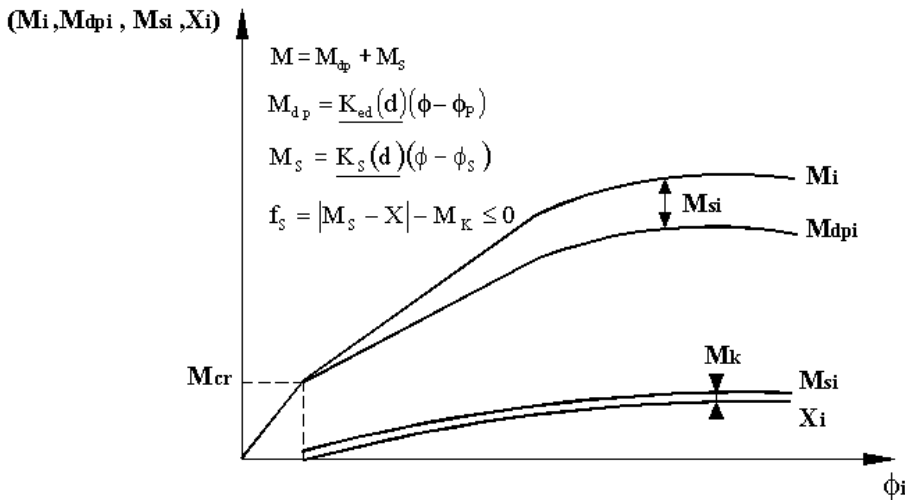 (Mi ,Mdpi , Msi ,Xi)
M = Mdp + MS
Mdp = Ked(d)(ϕ− ϕP)
MS = KS(d)(ϕ − ϕS)
fS = |MS − X| − MK ≤ 0
Mi
Msi
Mdpi
Mcr
Mk
Msi
Xi
ϕi